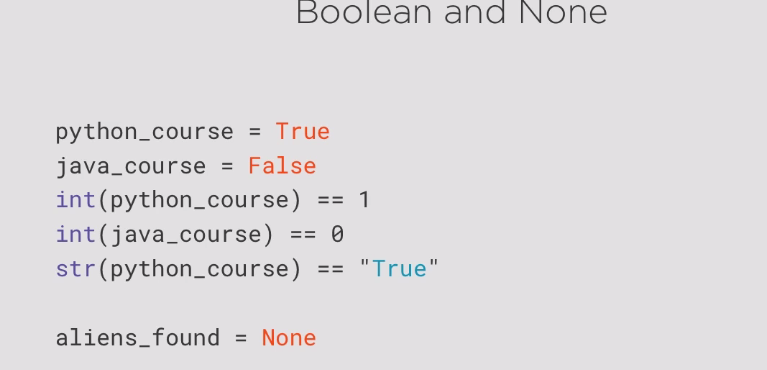 Boolean and None
python_course = True
java_course = False
int(python_course) == 1
int(java_course) == 0
str(python_course) == "True"
aliens_found = None